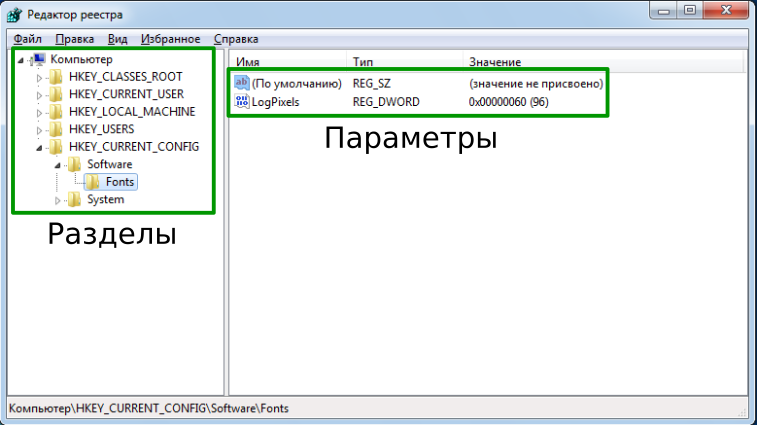 Редактор реестра
Файл Правка Вид Избранное Справка
Компьютер
HKEY_CLASSES_ROOT
HKEY_CURRENT_USER
HKEY_LOCAL_MACHINE
HKEY_USERS
HKEY_CURRENT_CONFIG
Software
Fonts
System
Разделы
Имя Тип Значение
(По умолчанию) REG_SZ (значение не присвоено)
LogPixels REG_DWORD 0x00000060 (96)
Параметры
Компьютер\HKEY_CURRENT_CONFIG\Software\Fonts